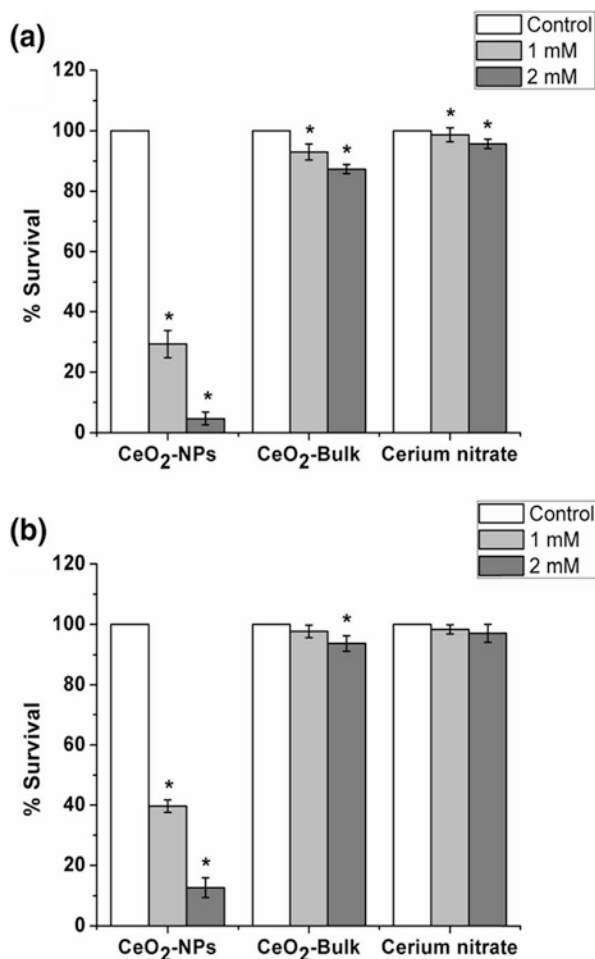 (a)
Control
1 mM
2 mM
120
100
80
60
40
20
0
% Survival
*
*
*
*
*
*
CeO2-NPs
CeO2-Bulk
Cerium nitrate
(b)
Control
1 mM
2 mM
120
100
80
60
40
20
0
% Survival
*
*
*
CeO2-NPs
CeO2-Bulk
Cerium nitrate